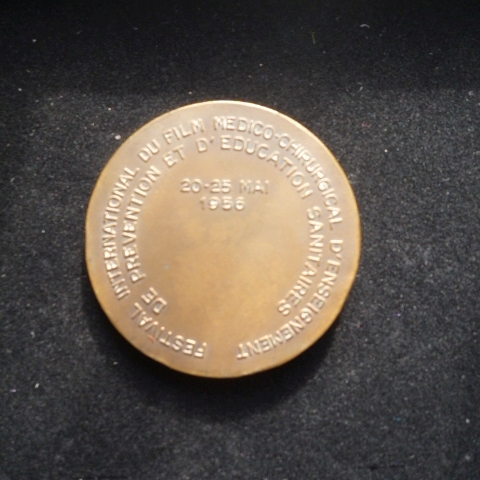 FESTIVAL INTERNATIONAL DU FILM MEDICO-CHIRURGICAL D'ENSEIGNEMENT
DE PREVENTION ET D'EDUCATION SANITAIRES
20-25 MAI
1956